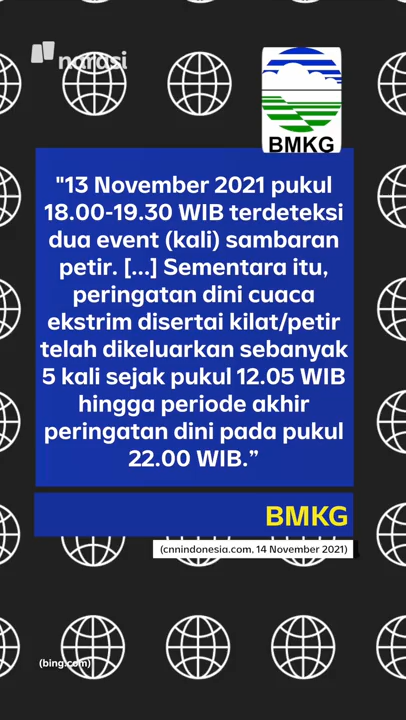 narasi
BMKG
"13 November 2021 pukul
18.00-19.30 WIB terdeteksi
dua event (kali) sambaran
petir. [...] Sementara itu,
peringatan dini cuaca
ekstrim disertai kilat/petir
telah dikeluarkan sebanyak
5 kali sejak pukul 12.05 WIB
hingga periode akhir
peringatan dini pada pukul
22.00 WIB.”
BMKG
(cnnindonesia.com, 14 November 2021)
(bing.com)